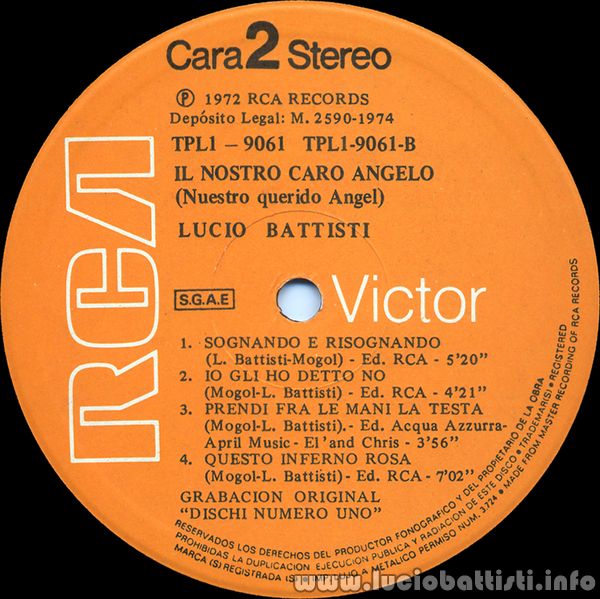 Cara 2 Stereo
Ⓟ 1972 RCA RECORDS
Depósito Legal: M. 2590-1974
TPL1 – 9061 TPL1-9061-B
IL NOSTRO CARO ANGELO
(Nuestro querido Angel)
LUCIO BATTISTI
RCA
S.G.A.E
Victor
1. SOGNANDO E RISOGNANDO
(L. Battisti-Mogol) - Ed. RCA - 5'20"
2. IO GLI HO DETTO NO
(Mogol-L. Battisti) - Ed. RCA - 4'21"
3. PRENDI FRA LE MANI LA TESTA
(Mogol-L. Battisti).- Ed. Acqua Azzurra-
April Music - El'and Chris - 3'56"
4. QUESTO INFERNO ROSA
(Mogol-L. Battisti)- Ed. RCA - 7'02"
GRABACION ORIGINAL
"DISCHI NUMERO UNO"
RESERVADOS LOS DERECHOS DEL PRODUCTOR FONOGRAFICO Y DEL PROPIETARIO DE LA OBRA
PROHIBIDAS LA DUPLICACION EJECUCION PUBLICA Y RADIACION DE ESTE DISCO • TRADEMARK(S) • REGISTERED
MARCA (S) REGISTRADA (S) A METALICO PERMISO NUM. 3724 • MADE FROM MASTER RECORDING OF RCA RECORDS
www.luciobattisti.info